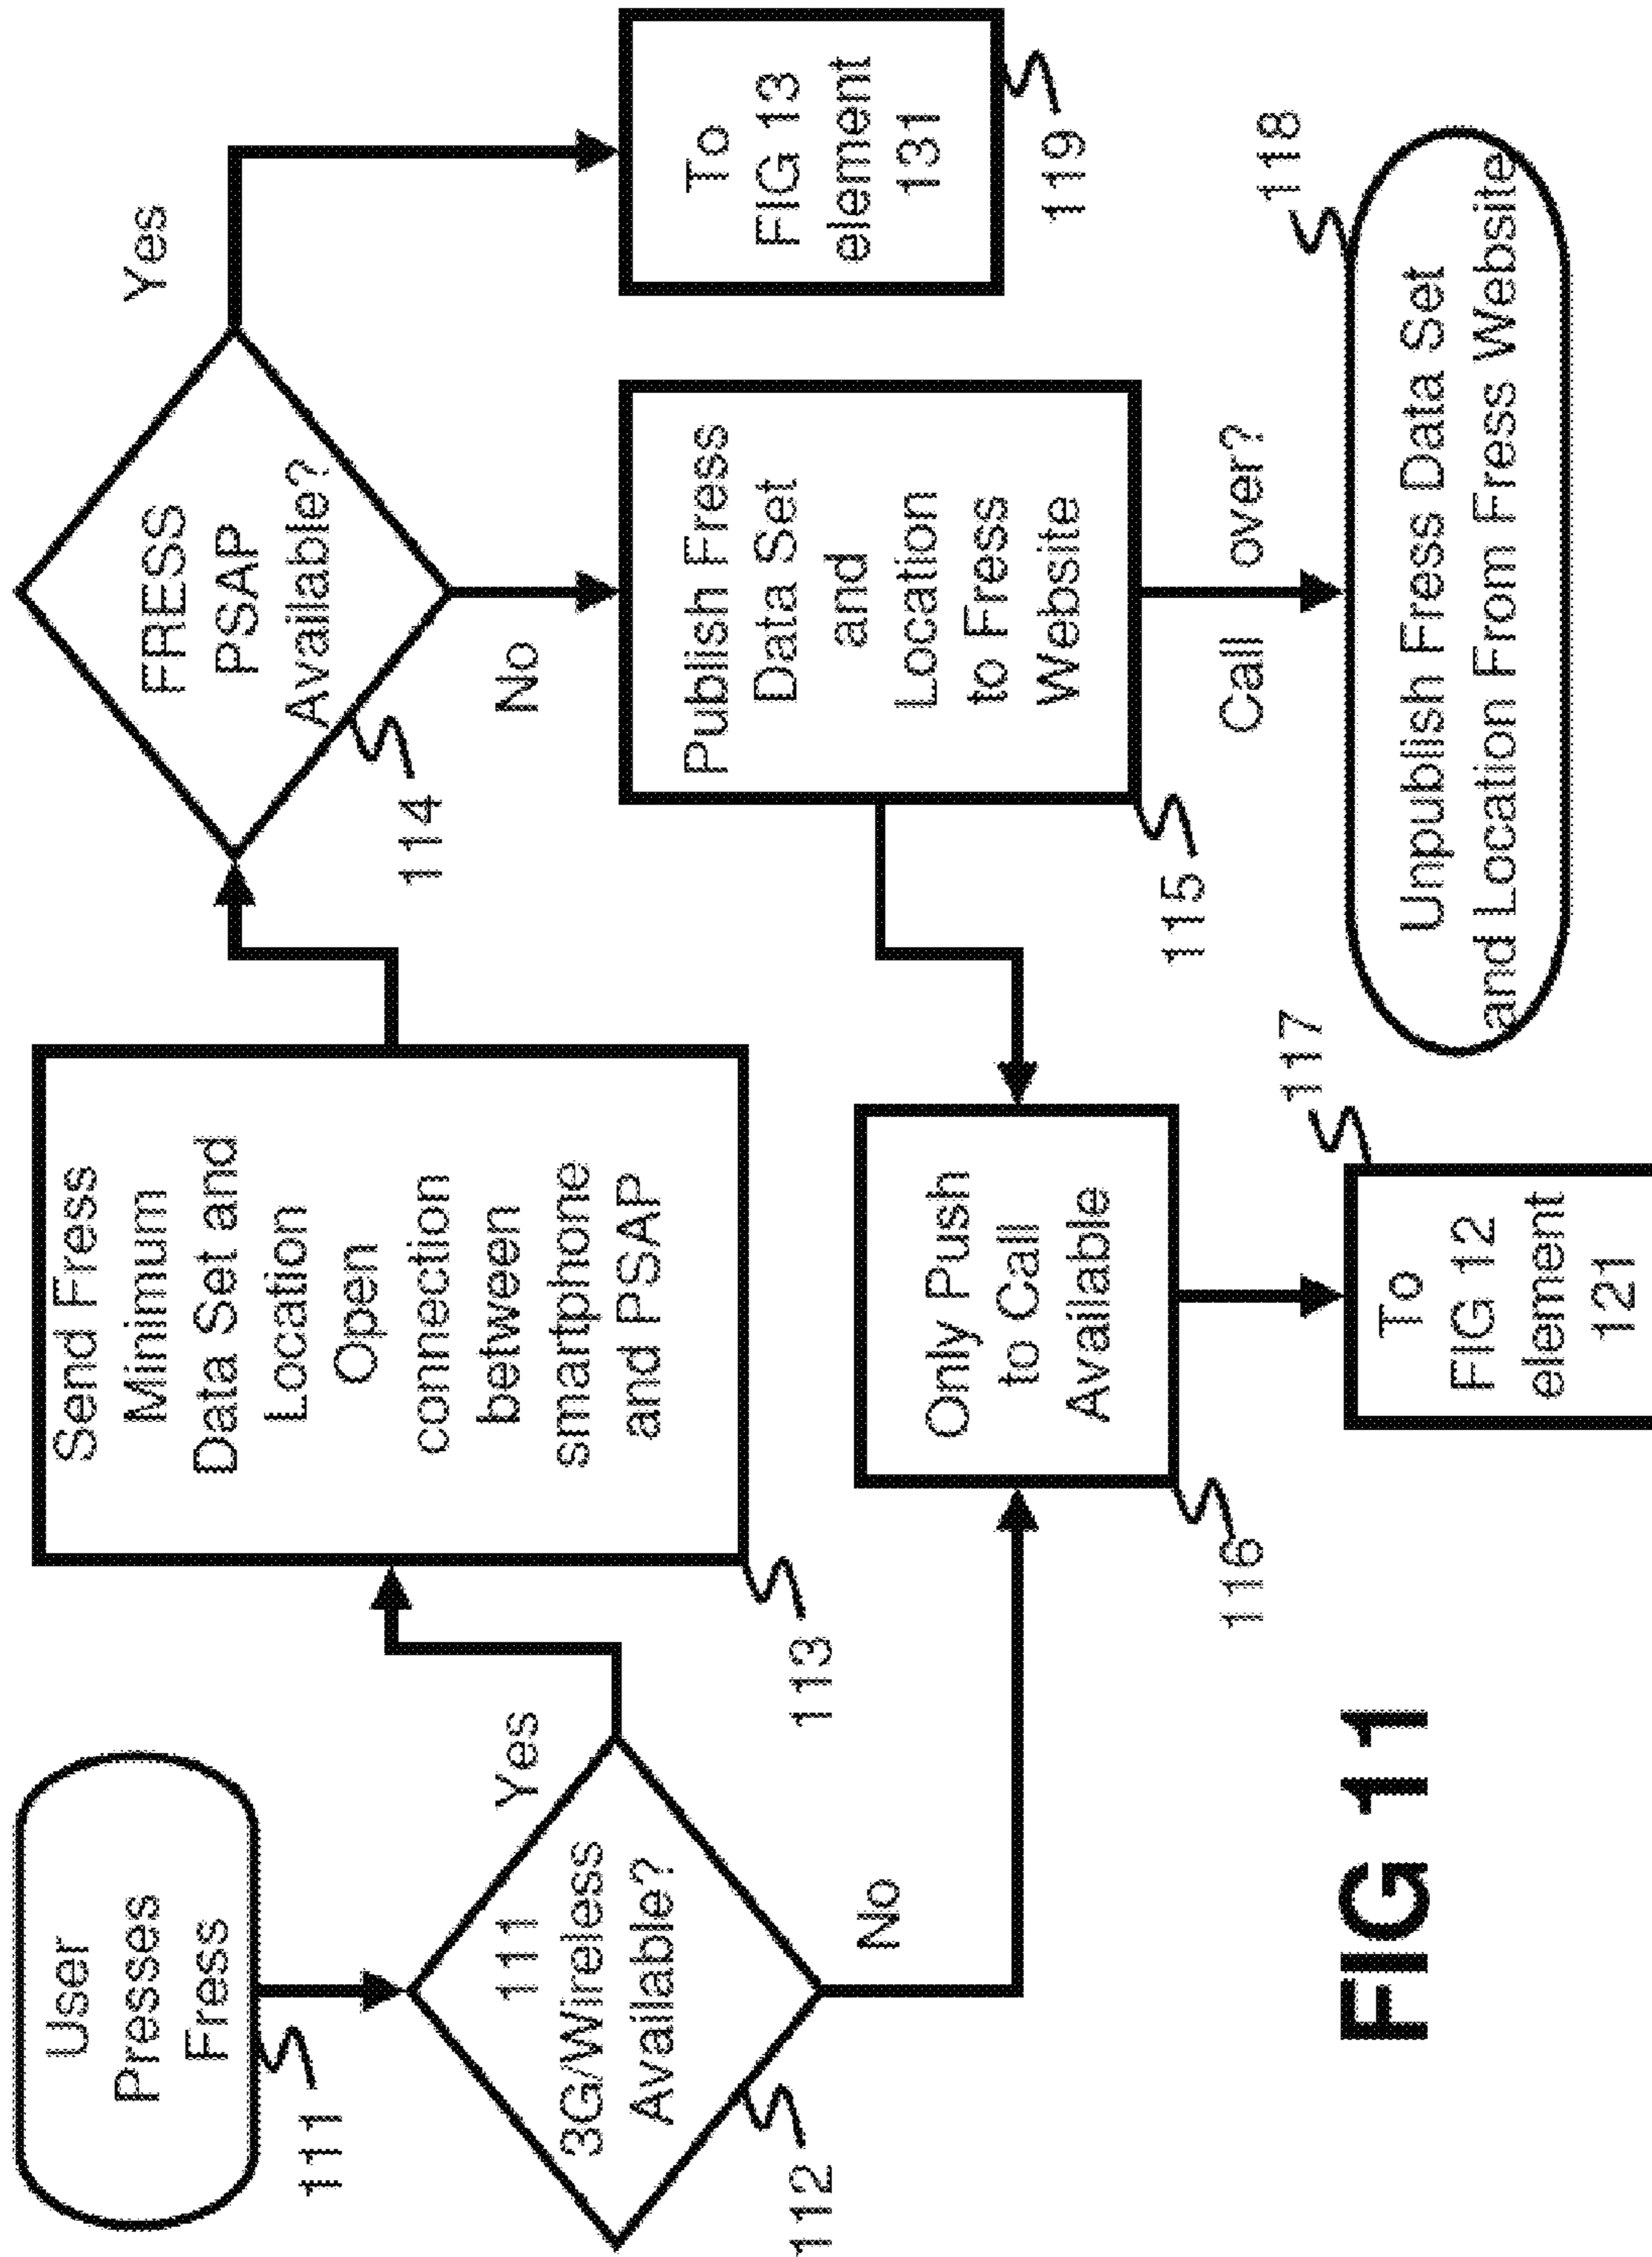 User
Presses
Fress
111
111
3G/Wireless
Available?
112
Yes
No
Send Fress
Minimum
Data Set and
Location
Open
connection
between
smartphone
and PSAP
113
FRESS
PSAP
Available?
114
Yes
No
To
FIG 13
element
131
119
Publish Fress
Data Set
and
Location
to Fress
Website
115
Call over?
Only Push
to Call
Available
116
To
FIG 12
element
121
117
Unpublish Fress Data Set
and Location From Fress Website
118
FIG 11